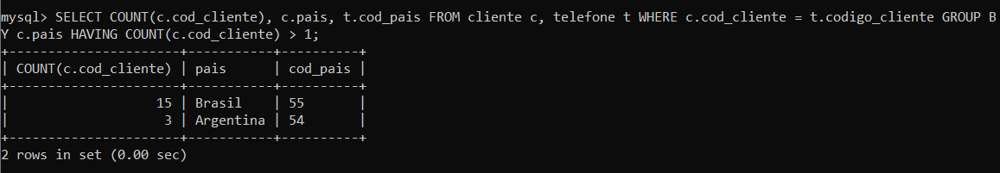 mysql> SELECT COUNT(c.cod_cliente), c.pais, t.cod_pais FROM cliente c, telefone t WHERE c.cod_cliente = t.codigo_cliente GROUP B
Y c.pais HAVING COUNT(c.cod_cliente) > 1;
+----------------------+-----------+----------+
| COUNT(c.cod_cliente) | pais      | cod_pais |
+----------------------+-----------+----------+
|                   15 | Brasil    | 55       |
|                    3 | Argentina | 54       |
+----------------------+-----------+----------+
2 rows in set (0.00 sec)